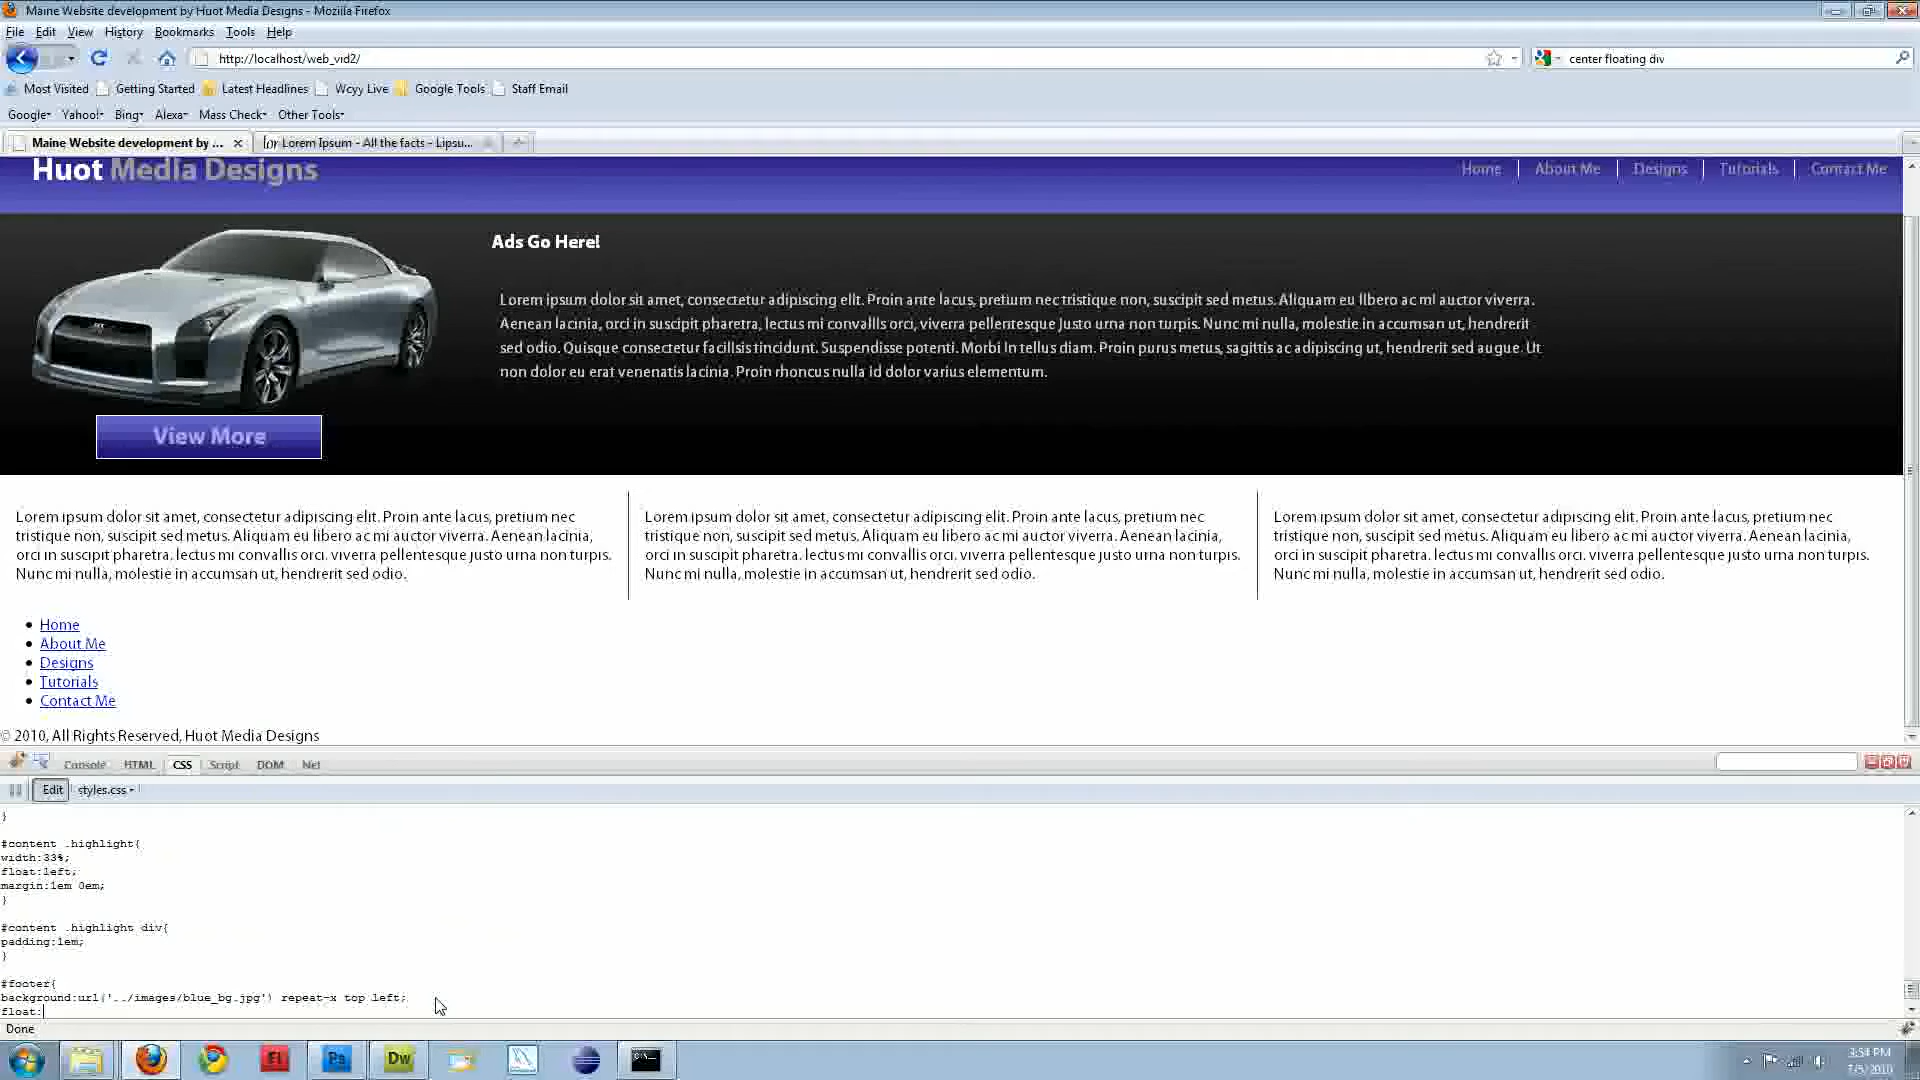 Maine Website development by Huot Media Designs - Mozilla Firefox
File Edit View History Bookmarks Tools Help
http://localhost/web_vid2/
center floating div
Most Visited Getting Started Latest Headlines Wcyy Live Google Tools Staff Email
Google Yahoo! Bing Alexa Mass Check Other Tools
Maine Website development by ...
Lorem Ipsum - All the facts - Lipsu...
Huot Media Designs
Home About Me Designs Tutorials Contact Me
Ads Go Here!
Lorem ipsum dolor sit amet, consectetur adipiscing elit. Proin ante lacus, pretium nec tristique non, suscipit sed metus. Aliquam eu libero ac mi auctor viverra.
Aenean lacinia, orci in suscipit pharetra, lectus mi convallis orci, viverra pellentesque justo urna non turpis. Nunc mi nulla, molestie in accumsan ut, hendrerit
sed odio. Quisque consectetur facilisis tincidunt. Suspendisse potenti. Morbi in tellus diam. Proin purus metus, sagittis ac adipiscing ut, hendrerit sed augue. Ut
non dolor eu erat venenatis lacinia. Proin rhoncus nulla id dolor varius elementum.
View More
Lorem ipsum dolor sit amet, consectetur adipiscing elit. Proin ante lacus, pretium nec
tristique non, suscipit sed metus. Aliquam eu libero ac mi auctor viverra. Aenean lacinia,
orci in suscipit pharetra, lectus mi convallis orci, viverra pellentesque justo urna non turpis.
Nunc mi nulla, molestie in accumsan ut, hendrerit sed odio.
Lorem ipsum dolor sit amet, consectetur adipiscing elit. Proin ante lacus, pretium nec
tristique non, suscipit sed metus. Aliquam eu libero ac mi auctor viverra. Aenean lacinia,
orci in suscipit pharetra, lectus mi convallis orci, viverra pellentesque justo urna non turpis.
Nunc mi nulla, molestie in accumsan ut, hendrerit sed odio.
Lorem ipsum dolor sit amet, consectetur adipiscing elit. Proin ante lacus, pretium nec
tristique non, suscipit sed metus. Aliquam eu libero ac mi auctor viverra. Aenean lacinia,
orci in suscipit pharetra, lectus mi convallis orci, viverra pellentesque justo urna non turpis.
Nunc mi nulla, molestie in accumsan ut, hendrerit sed odio.
Home
About Me
Designs
Tutorials
Contact Me
© 2010, All Rights Reserved, Huot Media Designs
Console HTML CSS Script DOM Net
Edit styles.css
}
#content .highlight{
width:33%;
float:left;
margin:1em 0em;
}
#content .highlight div{
padding:1em;
}
#footer{
background:url('../images/blue_bg.jpg') repeat-x top left;
float:
Done
Fl Ps Dw
3:54 PM
7/5/2010